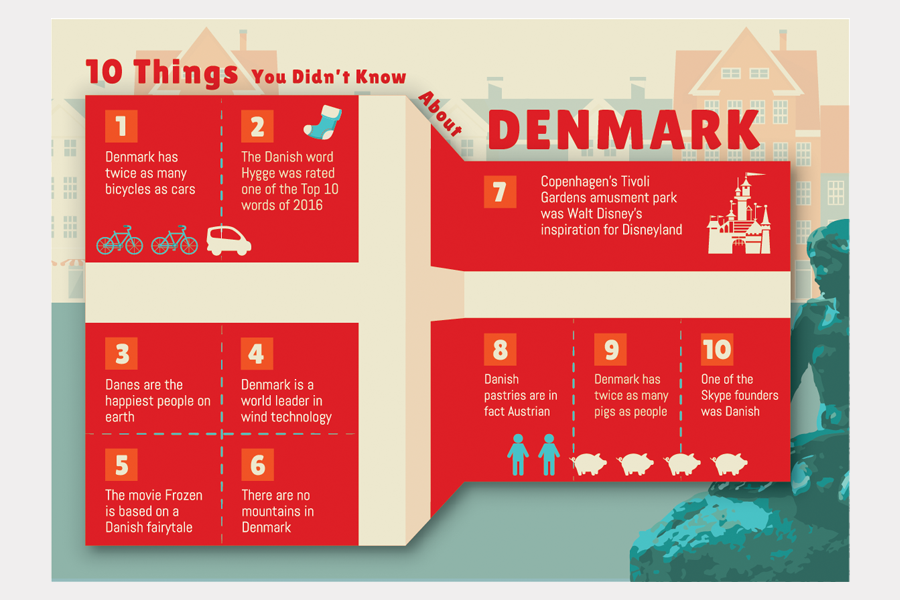 10 Things You Didn't Know
About
DENMARK
1
Denmark has
twice as many
bicycles as cars
2
The Danish word
Hygge was rated
one of the Top 10
words of 2016
3
Danes are the
happiest people on
earth
4
Denmark is a
world leader in
wind technology
5
The movie Frozen
is based on a
Danish fairytale
6
There are no
mountains in
Denmark
7
Copenhagen's Tivoli
Gardens amusment park
was Walt Disney's
inspiration for Disneyland
8
Danish
pastries are in
fact Austrian
9
Denmark has
twice as many
pigs as people
10
One of the
Skype founders
was Danish